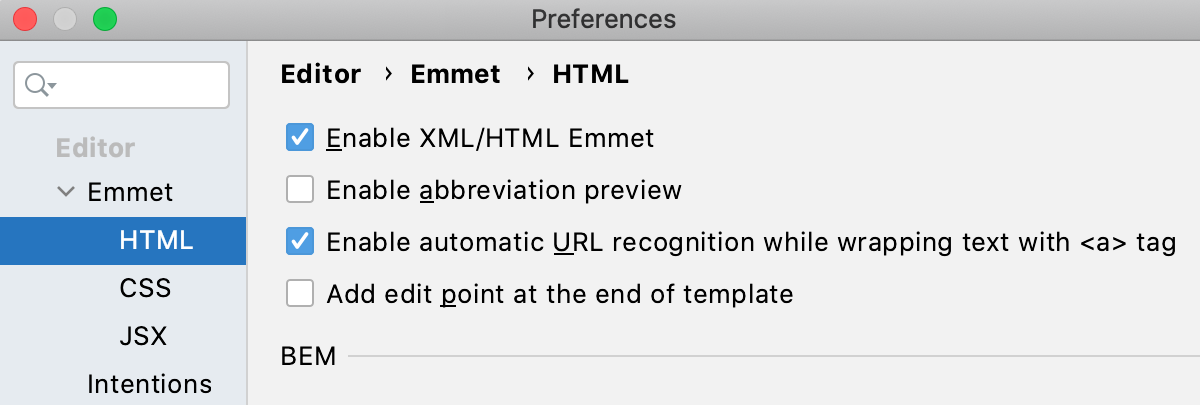 Preferences
Editor
Emmet
HTML
CSS
JSX
Intentions
Editor › Emmet › HTML
Enable XML/HTML Emmet
Enable abbreviation preview
Enable automatic URL recognition while wrapping text with <a> tag
Add edit point at the end of template
BEM